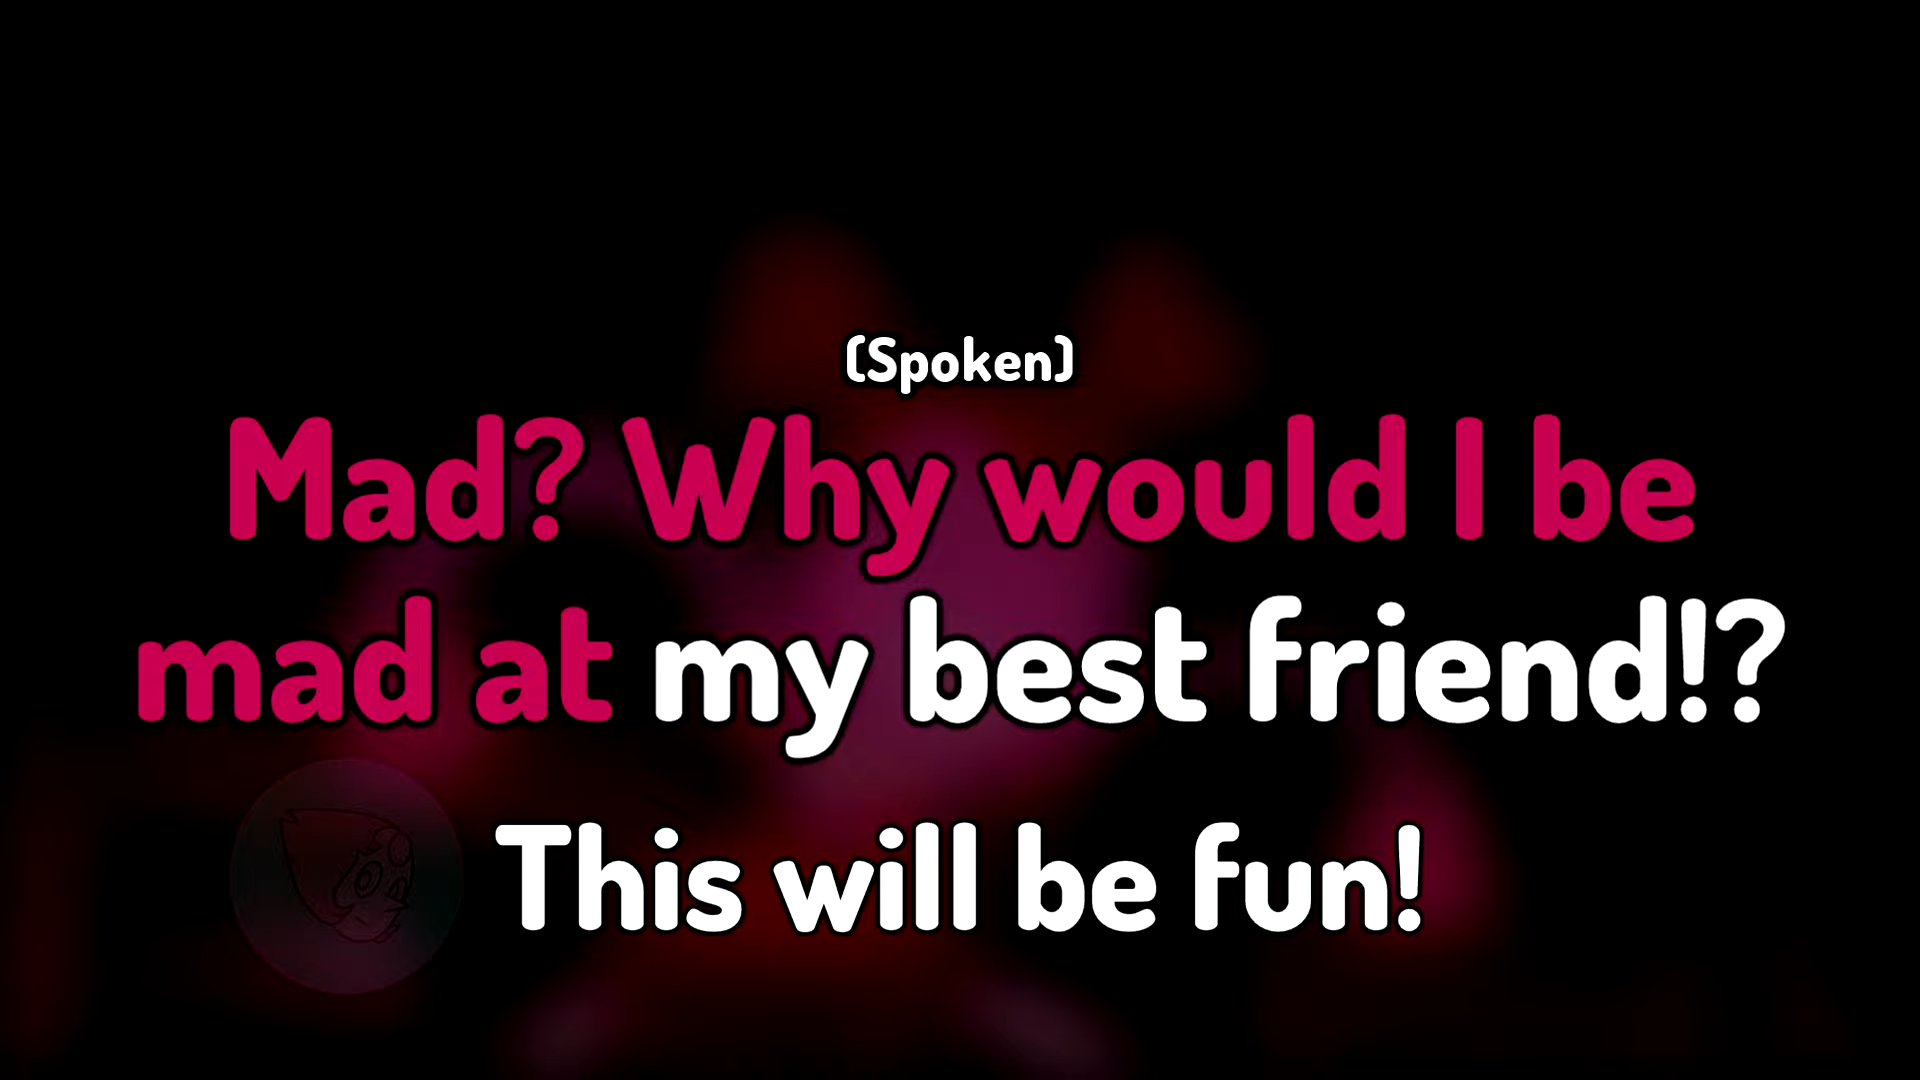 (Spoken)
Mad? Why would I be
mad at my best friend!?
This will be fun!